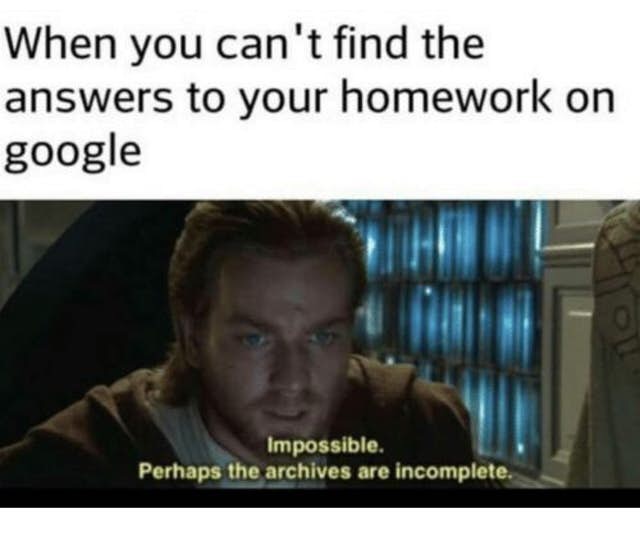 When you can't find the
answers to your homework on
google
Impossible.
Perhaps the archives are incomplete.